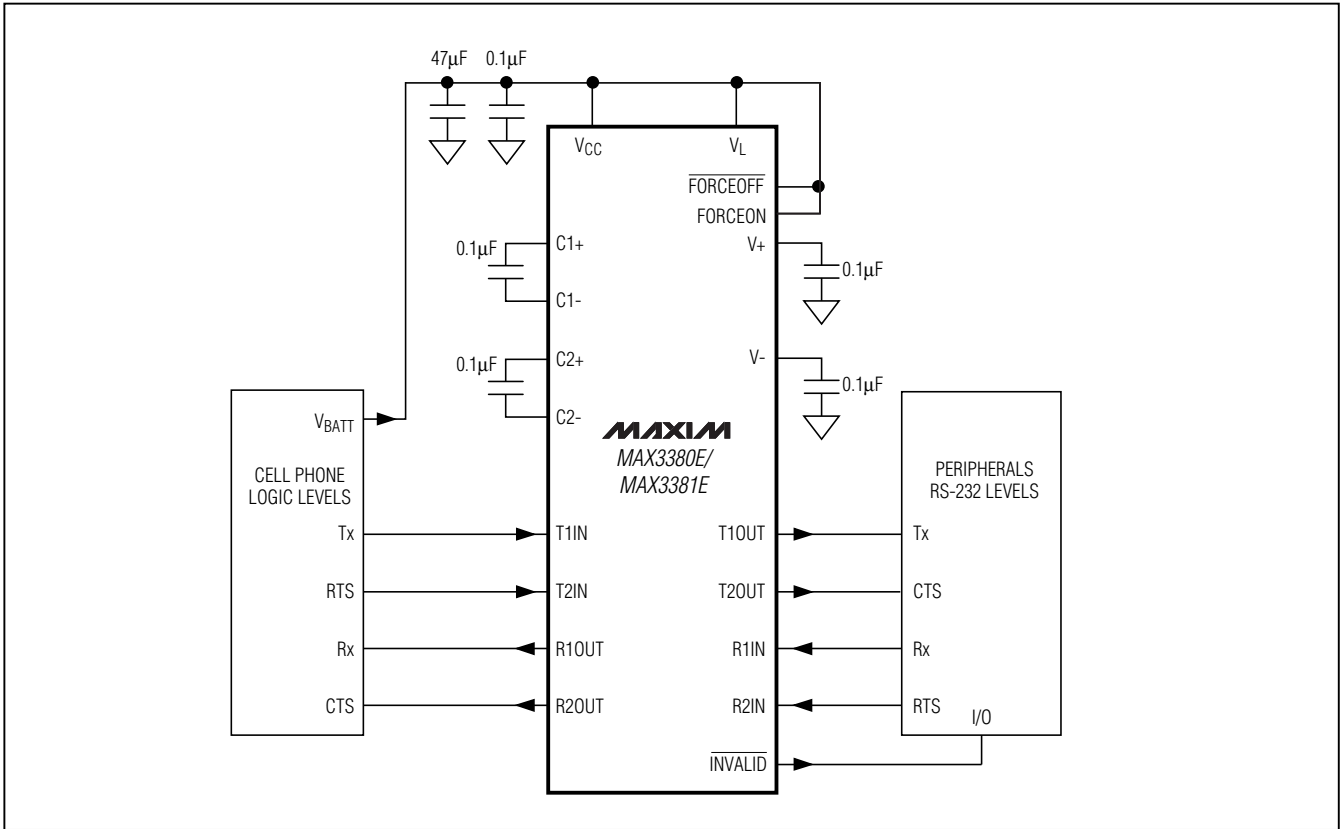 47μF 0.1μF
VCC VL
FORCEOFF
FORCEON
C1+
0.1μF
C1-
V+
0.1μF
C2+
0.1μF
C2-
V-
0.1μF
MAXIM
MAX3380E/
MAX3381E
VBATT
CELL PHONE
LOGIC LEVELS
Tx
RTS
Rx
CTS
T1IN
T2IN
R1OUT
R2OUT
T1OUT
T2OUT
R1IN
R2IN
INVALID
PERIPHERALS
RS-232 LEVELS
Tx
CTS
Rx
RTS
I/O